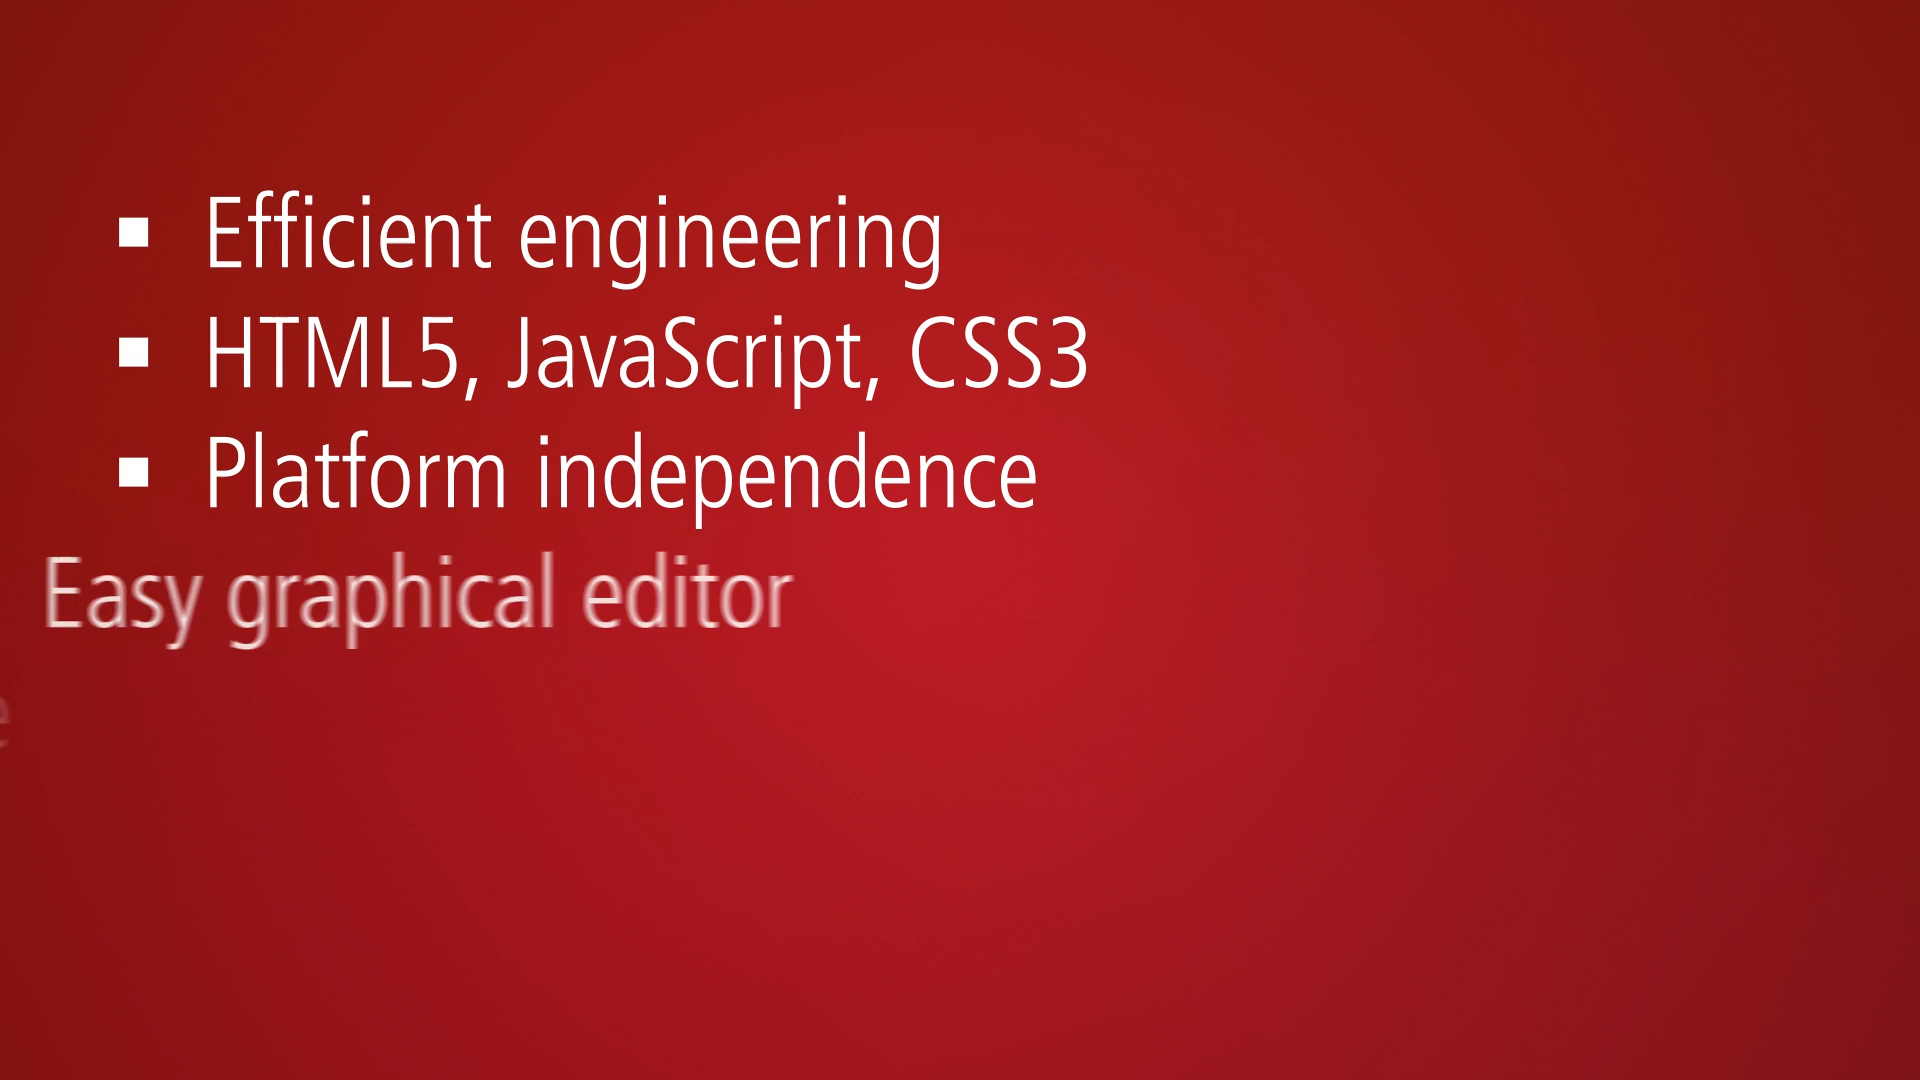 ▪ Efficient engineering
▪ HTML5, JavaScript, CSS3
▪ Platform independence
Easy graphical editor